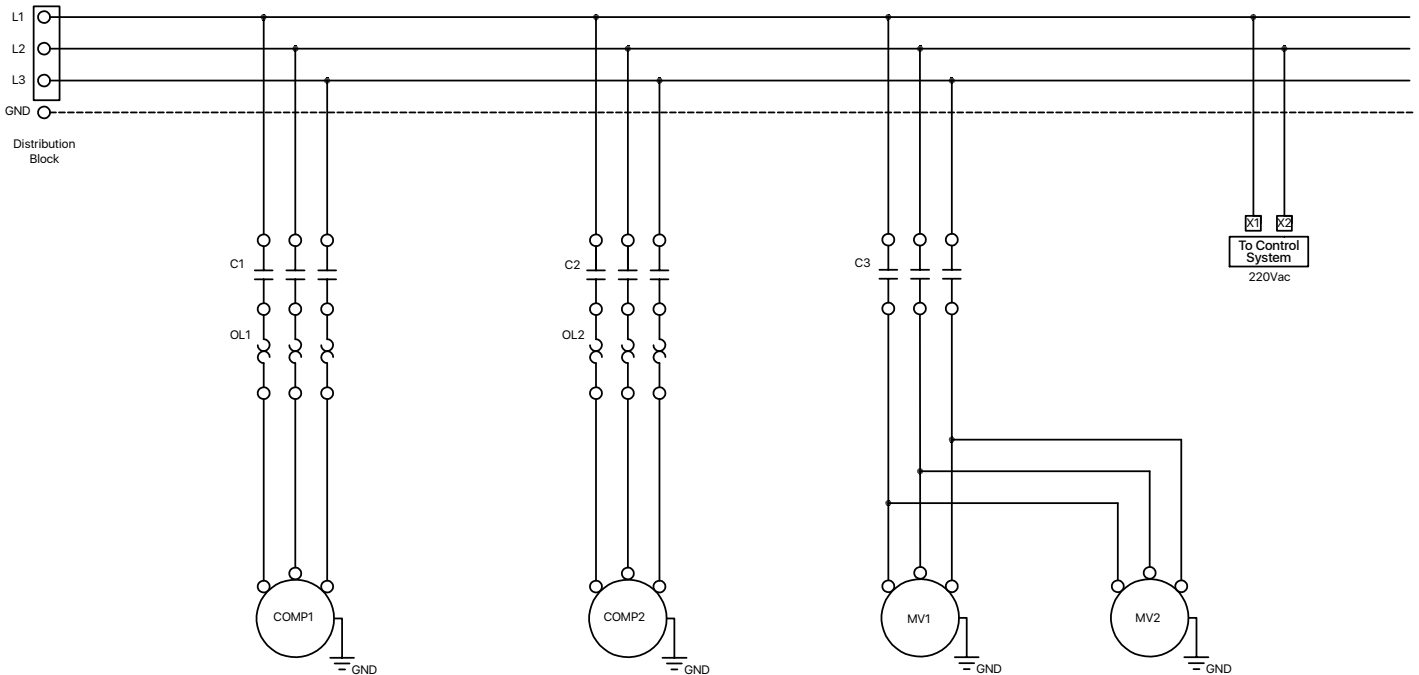 L1
L2
L3
GND
Distribution
Block
X1
X2
To Control
System
220Vac
C1
C2
C3
OL1
OL2
COMP1
COMP2
MV1
MV2
GND
GND
GND
GND